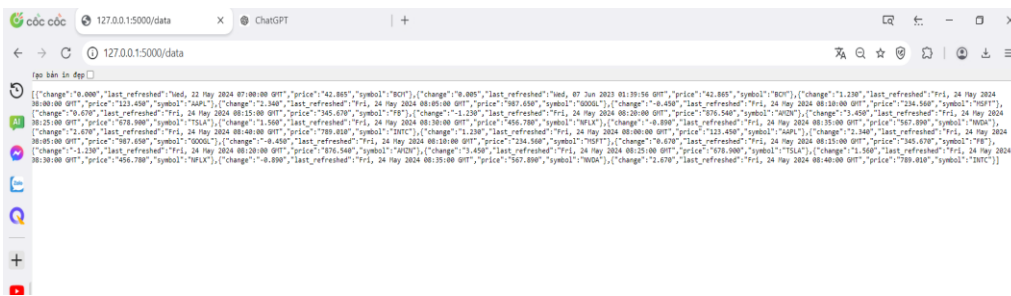 cốc cốc
127.0.0.1:5000/data
ChatGPT
127.0.0.1:5000/data
Tạo bản in đẹp
[{"change":"0.000","last_refreshed":"Wed, 22 May 2024 07:00:00 GMT","price":"42.865","symbol":"BCM"},{"change":"0.005","last_refreshed":"Wed, 07 Jun 2023 01:39:56 GMT","price":"42.865","symbol":"BCM"},{"change":"1.230","last_refreshed":"Fri, 24 May 2024
08:00:00 GMT","price":"123.450","symbol":"AAPL"},{"change":"2.340","last_refreshed":"Fri, 24 May 2024 08:05:00 GMT","price":"987.650","symbol":"GOOGL"},{"change":"-0.450","last_refreshed":"Fri, 24 May 2024 08:10:00 GMT","price":"234.560","symbol":"MSFT"},
{"change":"0.670","last_refreshed":"Fri, 24 May 2024 08:15:00 GMT","price":"345.670","symbol":"FB"},{"change":"-1.230","last_refreshed":"Fri, 24 May 2024 08:20:00 GMT","price":"876.540","symbol":"AMZN"},{"change":"3.450","last_refreshed":"Fri, 24 May 2024
08:25:00 GMT","price":"678.900","symbol":"TSLA"},{"change":"1.560","last_refreshed":"Fri, 24 May 2024 08:30:00 GMT","price":"456.780","symbol":"NFLX"},{"change":"-0.890","last_refreshed":"Fri, 24 May 2024 08:35:00 GMT","price":"567.890","symbol":"NVDA"},
{"change":"2.670","last_refreshed":"Fri, 24 May 2024 08:40:00 GMT","price":"789.010","symbol":"INTC"},{"change":"1.230","last_refreshed":"Fri, 24 May 2024 08:00:00 GMT","price":"123.450","symbol":"AAPL"},{"change":"2.340","last_refreshed":"Fri, 24 May 2024
08:05:00 GMT","price":"987.650","symbol":"GOOGL"},{"change":"-0.450","last_refreshed":"Fri, 24 May 2024 08:10:00 GMT","price":"234.560","symbol":"MSFT"},{"change":"0.670","last_refreshed":"Fri, 24 May 2024 08:15:00 GMT","price":"345.670","symbol":"FB"},
{"change":"-1.230","last_refreshed":"Fri, 24 May 2024 08:20:00 GMT","price":"876.540","symbol":"AMZN"},{"change":"3.450","last_refreshed":"Fri, 24 May 2024 08:25:00 GMT","price":"678.900","symbol":"TSLA"},{"change":"1.560","last_refreshed":"Fri, 24 May 2024
08:30:00 GMT","price":"456.780","symbol":"NFLX"},{"change":"-0.890","last_refreshed":"Fri, 24 May 2024 08:35:00 GMT","price":"567.890","symbol":"NVDA"},{"change":"2.670","last_refreshed":"Fri, 24 May 2024 08:40:00 GMT","price":"789.010","symbol":"INTC"}]
AI
Zalo